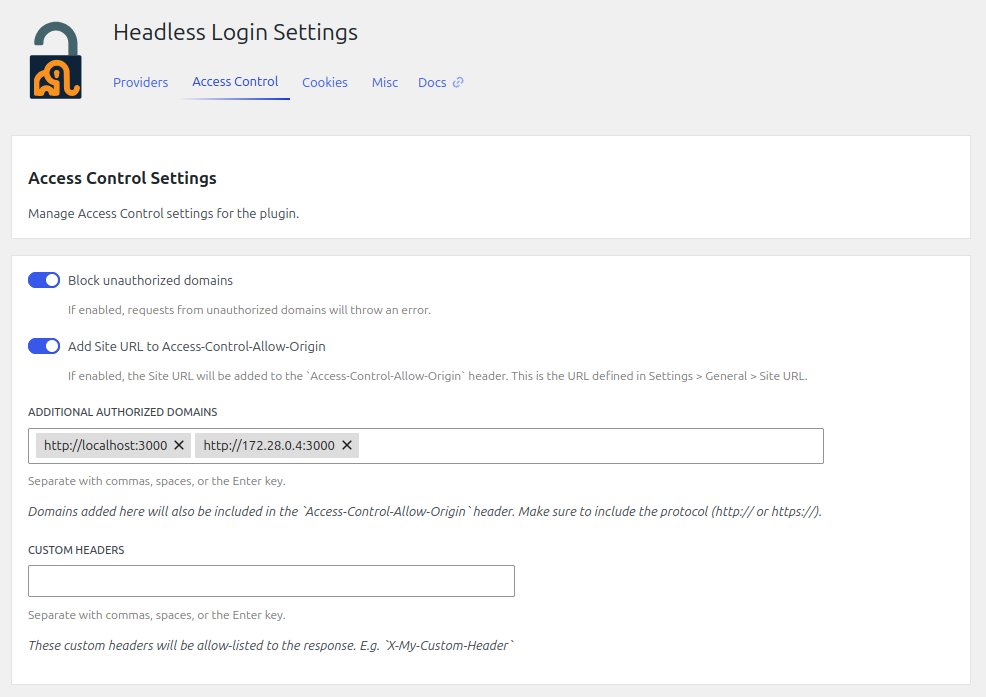 Headless Login Settings
Providers Access Control Cookies Misc Docs
Access Control Settings
Manage Access Control settings for the plugin.
Block unauthorized domains
If enabled, requests from unauthorized domains will throw an error.
Add Site URL to Access-Control-Allow-Origin
If enabled, the Site URL will be added to the `Access-Control-Allow-Origin` header. This is the URL defined in Settings > General > Site URL.
ADDITIONAL AUTHORIZED DOMAINS
http://localhost:3000 ✕ http://172.28.0.4:3000 ✕
Separate with commas, spaces, or the Enter key.
Domains added here will also be included in the `Access-Control-Allow-Origin` header. Make sure to include the protocol (http:// or https://).
CUSTOM HEADERS
Separate with commas, spaces, or the Enter key.
These custom headers will be allow-listed to the response. E.g. `X-My-Custom-Header`